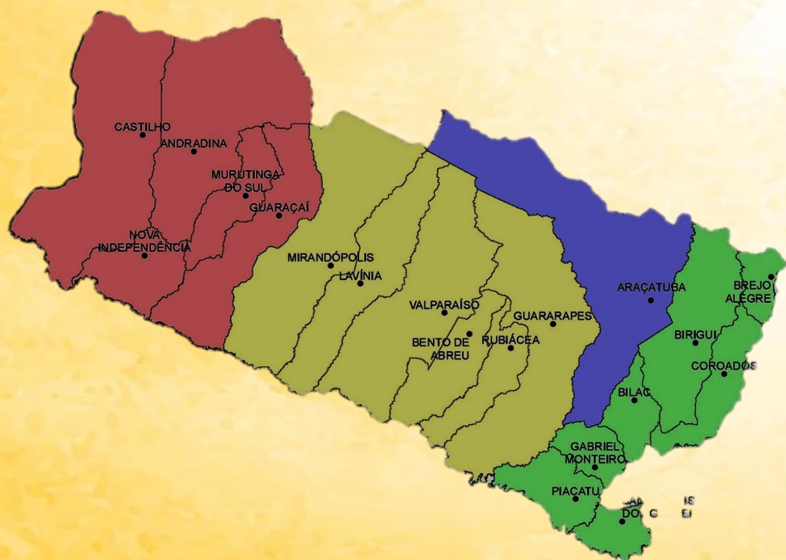 CASTILHO
ANDRADINA
MURUTINGA
DO SUL
GUARAÇAÍ
NOVA
INDEPENDÊNCIA
MIRANDÓPOLIS
LAVÍNIA
VALPARAÍSO
BENTO DE
ABREU
RUBIÁCEA
GUARARAPES
ARAÇATUBA
BREJO
ALEGRE
BIRIGUI
COROADOS
BILAC
GABRIEL
MONTEIRO
PIACATU